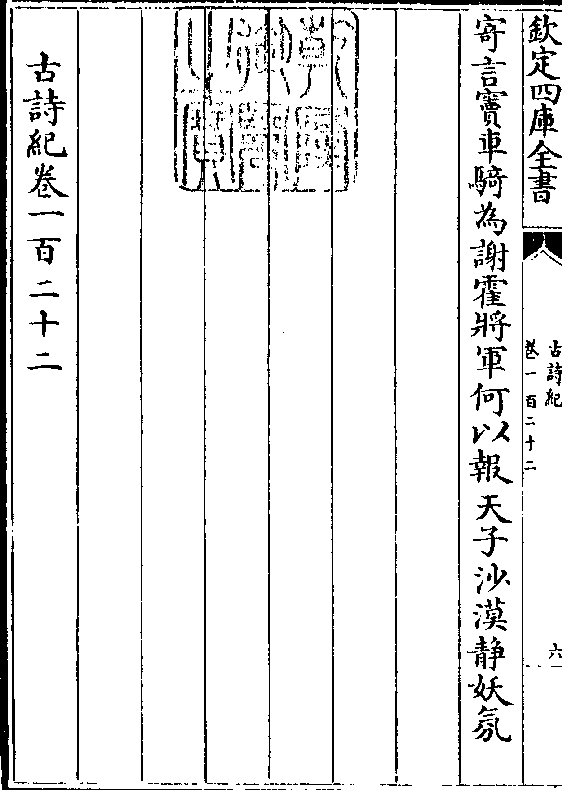 欽定四庫全書
古詩紀
卷一百二十二
六
寄言竇車騎為謝霍將軍何以報天子沙漠靜妖氛
古詩紀卷一百二十二